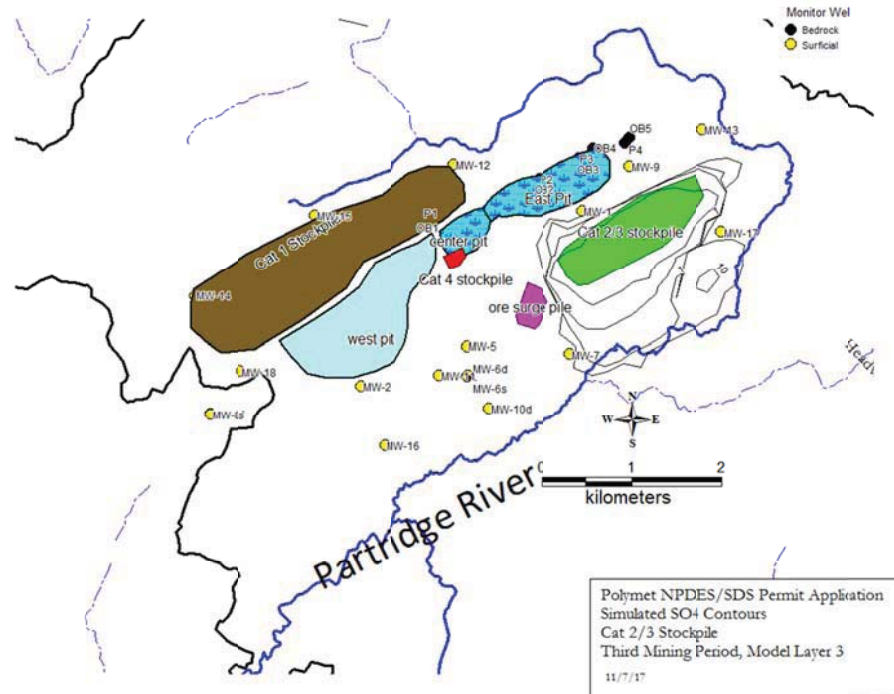 Monitor Wel
Bedrock
Surficial
OB5
MW-13
OB4
P4
P3
MW-12
OB3
MW-9
P2
OB2
East Pit
MW-1
P1
MW-15
OB1
Cat 1 Stockpile
center pit
Cat 2/3 stockpile
MW-17
Cat 4 stockpile
10
MW-14
ore surge pile
west pit
MW-5
MW-7
Head
MW-18
MW-6d
MW-2
MW-6s
MW-10d
N
W E
S
MW-16
0 1 2
kilometers
Partridge River
Polymet NPDES/SDS Permit Application
Simulated SO4 Contours
Cat 2/3 Stockpile
Third Mining Period, Model Layer 3
11/7/17